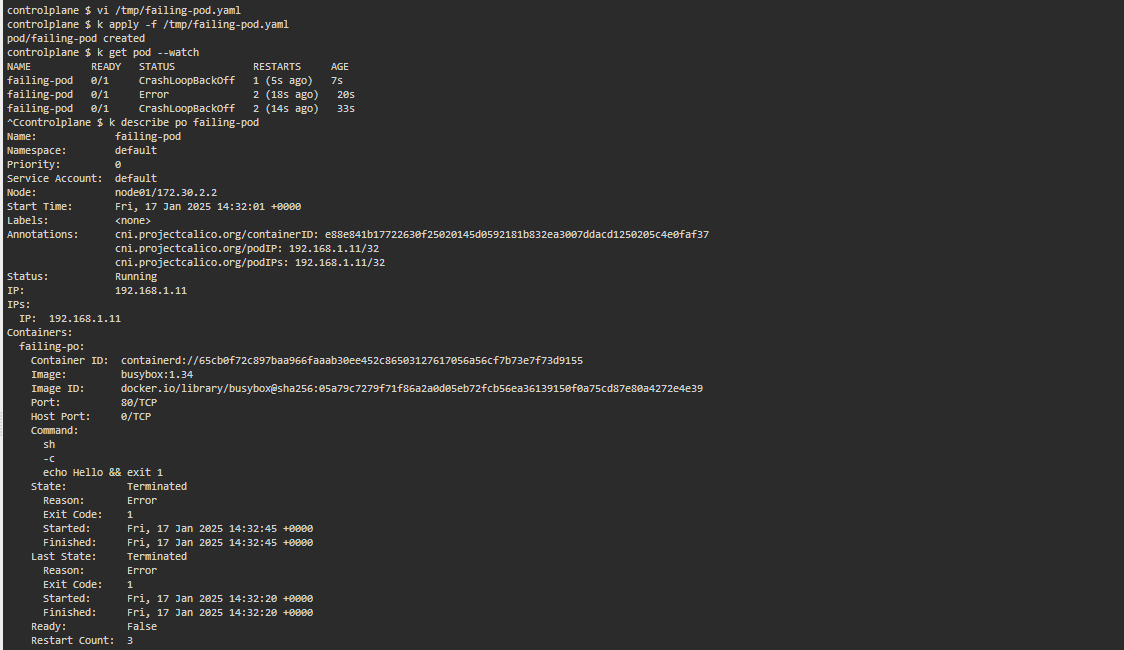 controlplane $ vi /tmp/failing-pod.yaml
controlplane $ k apply -f /tmp/failing-pod.yaml
pod/failing-pod created
controlplane $ k get pod --watch
NAME          READY   STATUS             RESTARTS     AGE
failing-pod   0/1     CrashLoopBackOff   1 (5s ago)   7s
failing-pod   0/1     Error              2 (18s ago)   20s
failing-pod   0/1     CrashLoopBackOff   2 (14s ago)   33s
^Ccontrolplane $ k describe po failing-pod
Name:             failing-pod
Namespace:        default
Priority:         0
Service Account:  default
Node:             node01/172.30.2.2
Start Time:       Fri, 17 Jan 2025 14:32:01 +0000
Labels:           <none>
Annotations:      cni.projectcalico.org/containerID: e88e841b17722630f25020145d0592181b832ea3007ddacd1250205c4e0faf37
                  cni.projectcalico.org/podIP: 192.168.1.11/32
                  cni.projectcalico.org/podIPs: 192.168.1.11/32
Status:           Running
IP:               192.168.1.11
IPs:
  IP:  192.168.1.11
Containers:
  failing-po:
    Container ID:  containerd://65cb0f72c897baa966faaab30ee452c86503127617056a56cf7b73e7f73d9155
    Image:         busybox:1.34
    Image ID:      docker.io/library/busybox@sha256:05a79c7279f71f86a2a0d05eb72fcb56ea36139150f0a75cd87e80a4272e4e39
    Port:          80/TCP
    Host Port:     0/TCP
    Command:
      sh
      -c
      echo Hello && exit 1
    State:          Terminated
      Reason:       Error
      Exit Code:    1
      Started:      Fri, 17 Jan 2025 14:32:45 +0000
      Finished:     Fri, 17 Jan 2025 14:32:45 +0000
    Last State:     Terminated
      Reason:       Error
      Exit Code:    1
      Started:      Fri, 17 Jan 2025 14:32:20 +0000
      Finished:     Fri, 17 Jan 2025 14:32:20 +0000
    Ready:          False
    Restart Count:  3